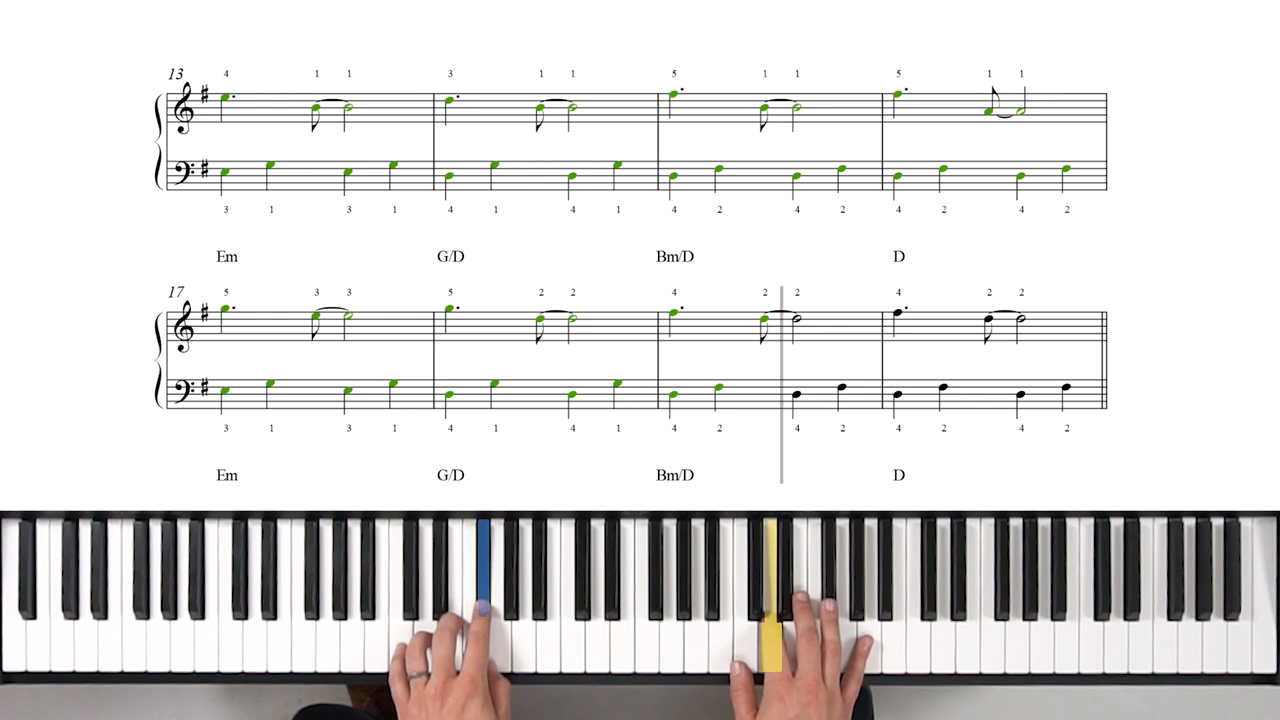 13 4 1 1 3 1 1 5 1 1 5 1 1
3 1 3 1 4 1 4 1 4 2 4 2 4 2 4 2
Em G/D Bm/D D
17 5 3 3 5 2 2 4 2 2 4 2 2
3 1 3 1 4 1 4 1 4 2 4 2 4 2 4 2
Em G/D Bm/D D